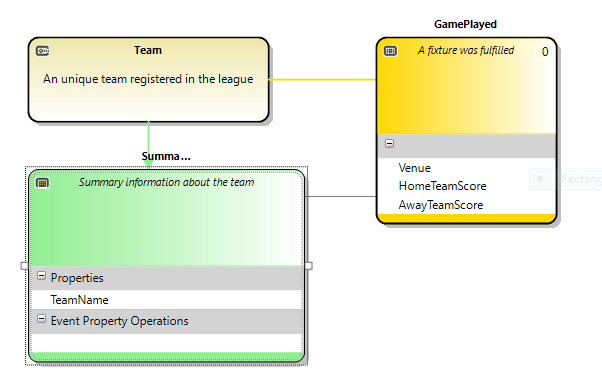 GamePlayed
Team
An unique team registered in the league
A fixture was fulfilled 0
Venue
HomeTeamScore
AwayTeamScore
Rectang
Summa...
Summary information about the team
Properties
TeamName
Event Property Operations